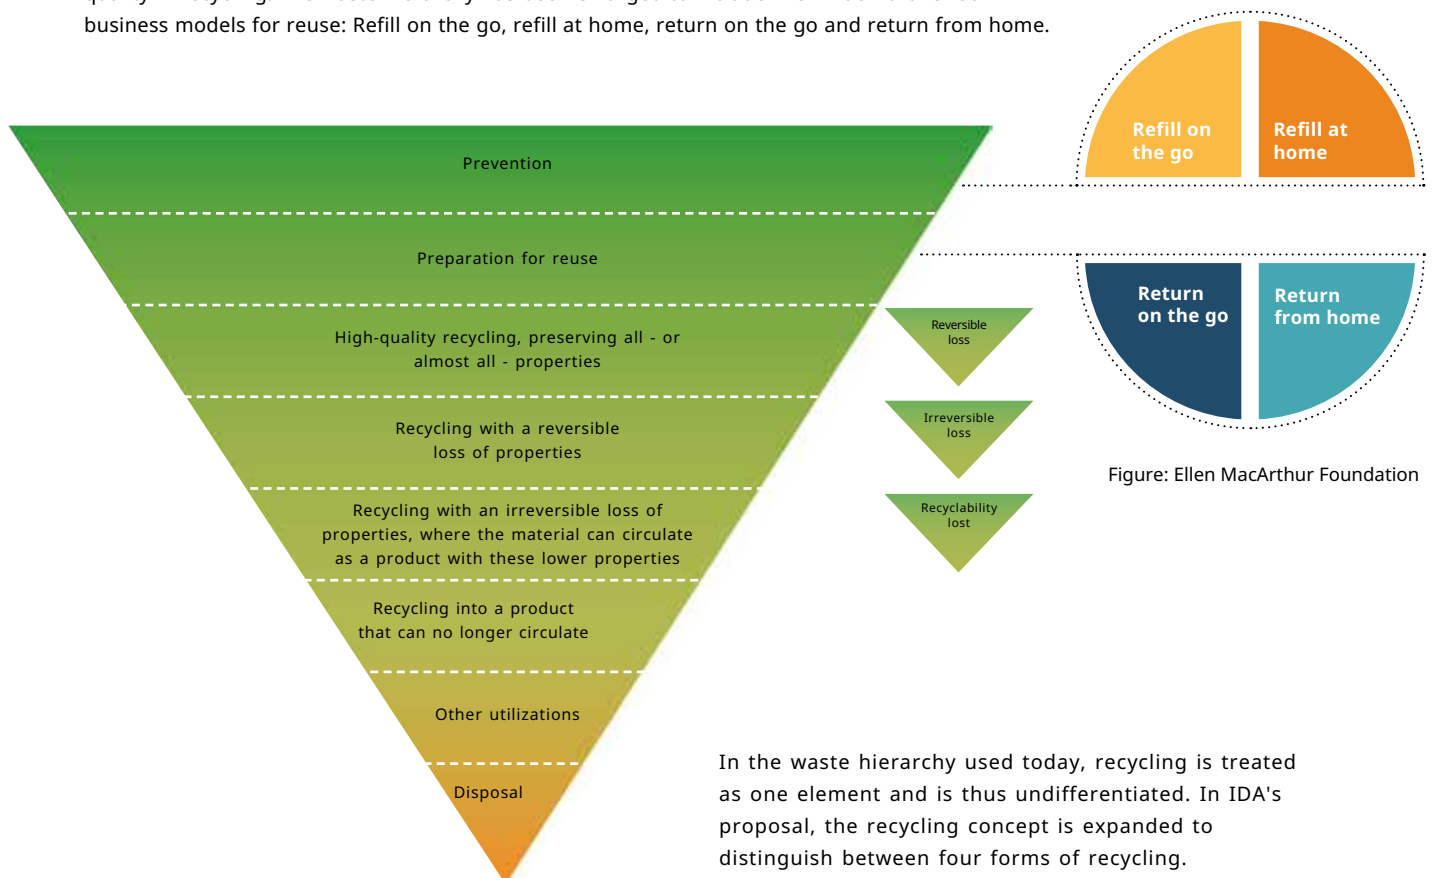 business models for reuse: Refill on the go, refill at home, return on the go and return from home.
Refill on
the go
Refill at
home
Prevention
Preparation for reuse
High-quality recycling, preserving all - or
almost all - properties
Recycling with a reversible
loss of properties
Recycling with an irreversible loss of
properties, where the material can circulate
as a product with these lower properties
Recycling into a product
that can no longer circulate
Other utilizations
Disposal
Reversible
loss
Irreversible
loss
Recyclability
lost
Return
on the go
Return
from home
Figure: Ellen MacArthur Foundation
In the waste hierarchy used today, recycling is treated
as one element and is thus undifferentiated. In IDA's
proposal, the recycling concept is expanded to
distinguish between four forms of recycling.